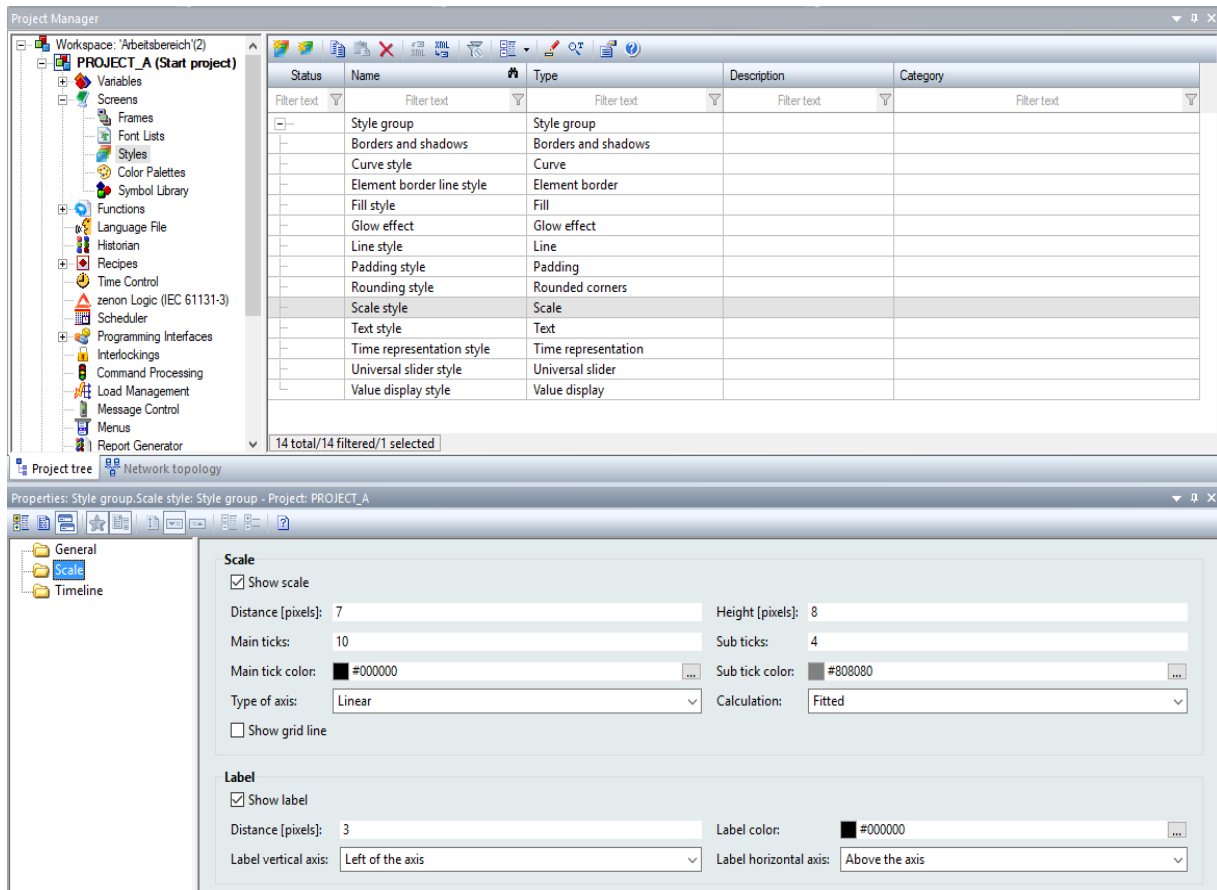 Project Manager
Workspace: 'Arbeitsbereich'(2)
PROJECT_A (Start project)
Variables
Screens
Frames
Font Lists
Styles
Color Palettes
Symbol Library
Functions
Language File
Historian
Recipes
Time Control
zenon Logic (IEC 61131-3)
Scheduler
Programming Interfaces
Interlockings
Command Processing
Load Management
Message Control
Menus
Report Generator
Status Name Type Description Category
Filter text Filter text Filter text Filter text Filter text
Style group Style group
Borders and shadows Borders and shadows
Curve style Curve
Element border line style Element border
Fill style Fill
Glow effect Glow effect
Line style Line
Padding style Padding
Rounding style Rounded corners
Scale style Scale
Text style Text
Time representation style Time representation
Universal slider style Universal slider
Value display style Value display
14 total/14 filtered/1 selected
Project tree Network topology
Properties: Style group.Scale style: Style group - Project: PROJECT_A
General
Scale
Timeline
Scale
Show scale
Distance [pixels]: 7 Height [pixels]: 8
Main ticks: 10 Sub ticks: 4
Main tick color: #000000 ... Sub tick color: #808080 ...
Type of axis: Linear Calculation: Fitted
Show grid line
Label
Show label
Distance [pixels]: 3 Label color: #000000 ...
Label vertical axis: Left of the axis Label horizontal axis: Above the axis